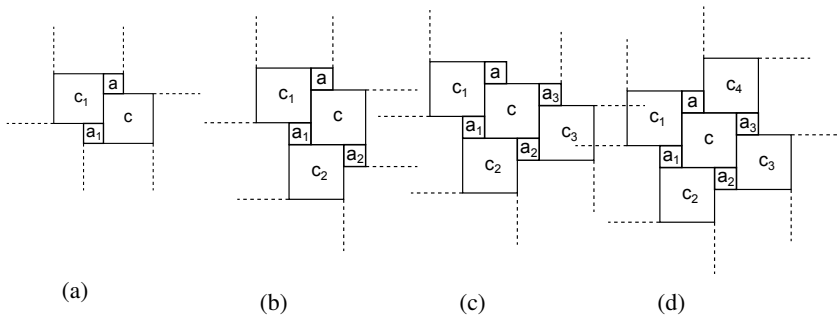 a
c₁
c
a₁
(a)
a
c₁
c
a₁
a₂
c₂
(b)
c₁
a
c
a₃
a₁
c₃
a₂
c₂
(c)
c₄
a
c₁
c
a₃
a₁
c₃
a₂
c₂
(d)